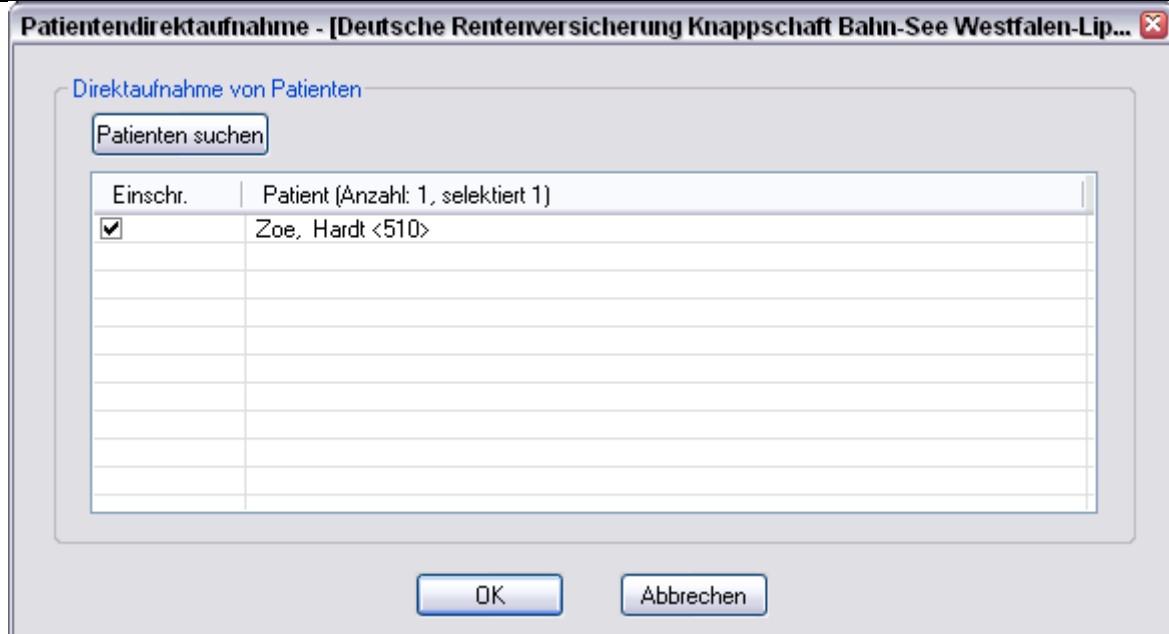 Patientendirektaufnahme - [Deutsche Rentenversicherung Knappschaft Bahn-See Westfalen-Lip...
Direktaufnahme von Patienten
Patienten suchen
Einschr. Patient (Anzahl: 1, selektiert 1)
Zoe, Hardt <510>
OK Abbrechen